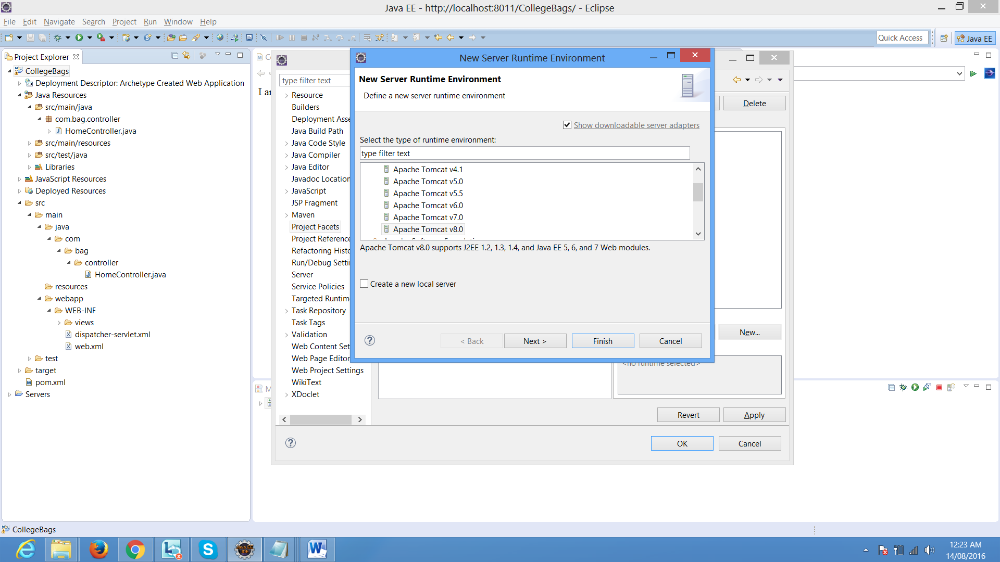 Java EE - http://localhost:8011/CollegeBags/ - Eclipse
File Edit Navigate Search Project Run Window Help
Quick Access
Java EE
Project Explorer
CollegeBags
Deployment Descriptor: Archetype Created Web Application
Java Resources
src/main/java
com.bag.controller
HomeController.java
src/main/resources
src/test/java
Libraries
JavaScript Resources
Deployed Resources
src
main
java
com
bag
controller
HomeController.java
resources
webapp
WEB-INF
views
dispatcher-servlet.xml
web.xml
test
target
pom.xml
Servers
I
type filter text
Resource
Builders
Deployment
Java Build Path
Java Code Style
Java Compiler
Java Editor
Javadoc Location
JavaScript
JSP Fragment
Maven
Project Facets
Project
Refactoring
Run/Debug
Server
Service Policies
Targeted
Task Repository
Task Tags
Validation
Web Content
Web Page Editor
Web Project Settings
WikiText
XDoclet
New Server Runtime Environment
New Server Runtime Environment
Define a new server runtime environment
Show downloadable server adapters
Select the type of runtime environment:
type filter text
Apache Tomcat v4.1
Apache Tomcat v5.0
Apache Tomcat v5.5
Apache Tomcat v6.0
Apache Tomcat v7.0
Apache Tomcat v8.0
Apache Tomcat v8.0 supports J2EE 1.2, 1.3, 1.4, and Java EE 5, 6, and 7 Web modules.
Create a new local server
< Back Next > Finish Cancel
Delete
New...
<no runtime selected>
Revert Apply
OK Cancel
CollegeBags
12:23 AM
14/08/2016